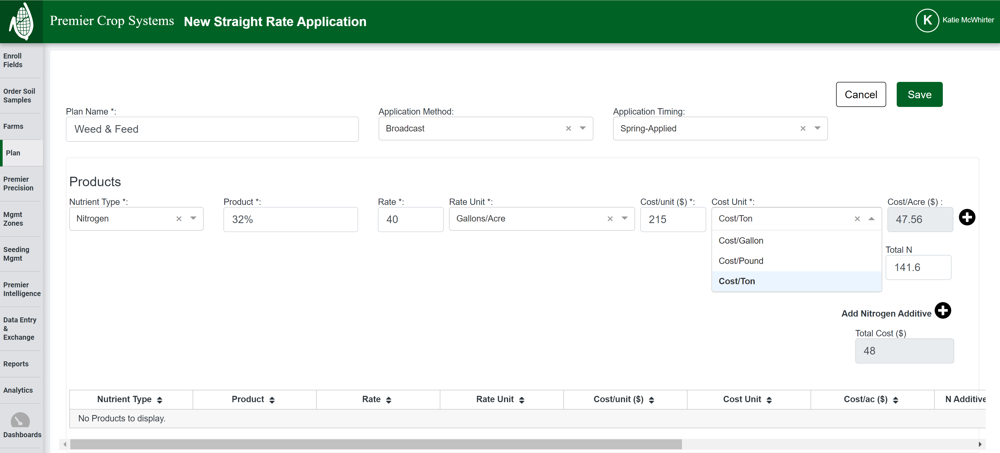 Premier Crop Systems New Straight Rate Application
K Katie McWhirter
Enroll
Fields
Order Soil
Samples
Farms
Plan
Premier
Precision
Mgmt
Zones
Seeding
Mgmt
Premier
Intelligence
Data Entry
&
Exchange
Reports
Analytics
Dashboards
Cancel Save
Plan Name *: Application Method: Application Timing:
Weed & Feed Broadcast × Spring-Applied ×
Products
Nutrient Type *: Product *: Rate *: Rate Unit *: Cost/unit ($) *: Cost Unit *: Cost/Acre ($) :
Nitrogen × 32% 40 Gallons/Acre × 215 Cost/Ton × 47.56
Cost/Gallon
Cost/Pound
Cost/Ton
Total N
141.6
Add Nitrogen Additive
Total Cost ($)
48
Nutrient Type Product Rate Rate Unit Cost/unit ($) Cost Unit Cost/ac ($) N Additive
No Products to display.